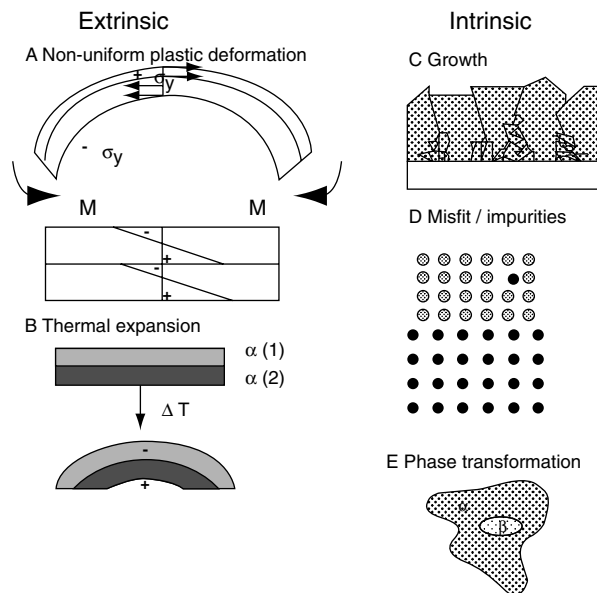 Extrinsic
A Non-uniform plastic deformation
+
σy
- σy
M M
-
+
-
+
B Thermal expansion
α (1)
α (2)
Δ T
-
+
Intrinsic
C Growth
D Misfit / impurities
E Phase transformation
α
β